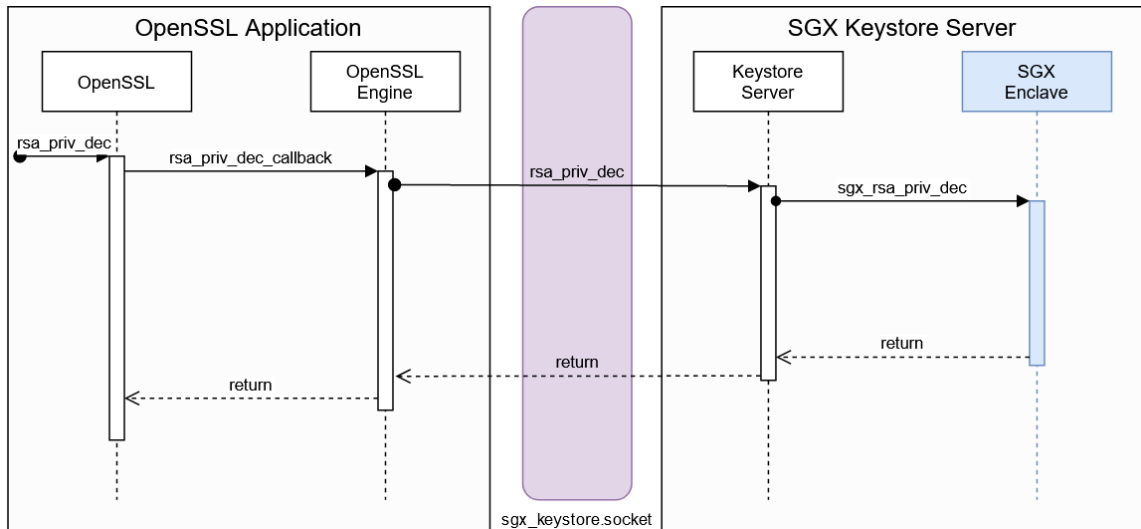 OpenSSL Application
SGX Keystore Server
OpenSSL
OpenSSL
Engine
Keystore
Server
SGX
Enclave
rsa_priv_dec
rsa_priv_dec_callback
rsa_priv_dec
sgx_rsa_priv_dec
return
return
return
sgx_keystore.socket